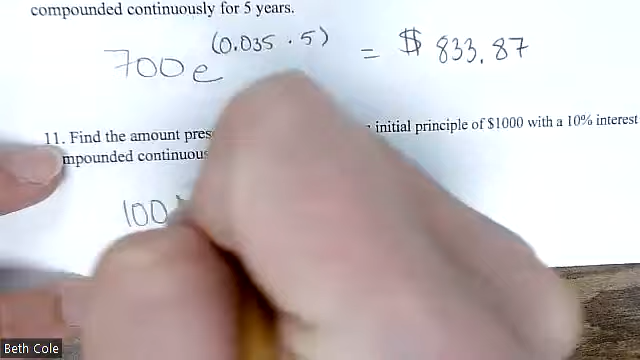 compounded continuously for 5 years.
700 e^(0.035 · 5) = $ 833.87
11. Find the amount pres initial principle of $1000 with a 10% interest
mpounded continuous
100
Beth Cole